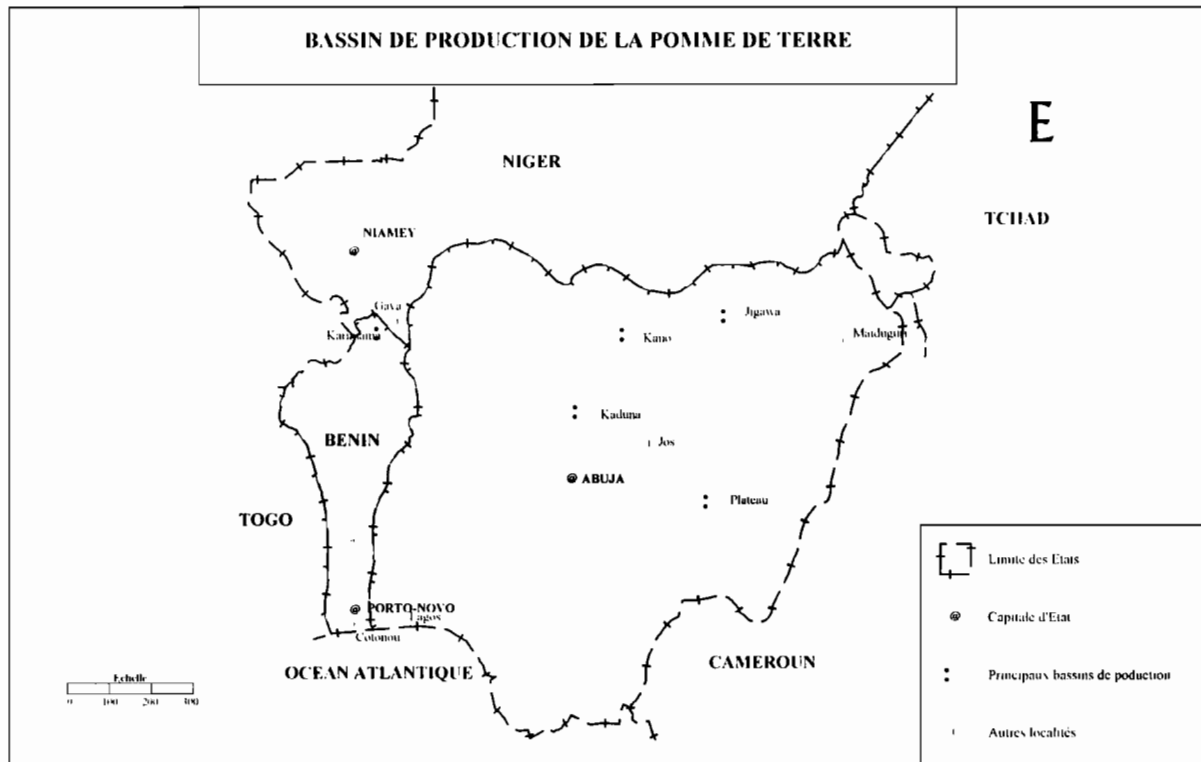 BASSIN DE PRODUCTION DE LA POMME DE TERRE
E
NIGER
TCHAD
NIAMEY
Gaya
Jigawa
Kano
Kaduna
Jos
BENIN
ABUJA
Plateau
TOGO
PORTO-NOVO
Lagos
Cotonou
OCEAN ATLANTIQUE
CAMEROUN
Echelle
0 100 200 300
Limite des Etats
Capitale d'Etat
Principaux bassins de poduction
Autres localités